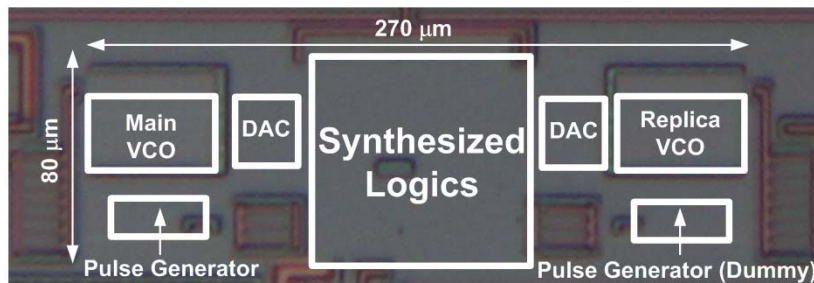 270 μm
80 μm
Main
VCO
DAC
Synthesized
Logics
DAC
Replica
VCO
Pulse Generator
Pulse Generator (Dummy)